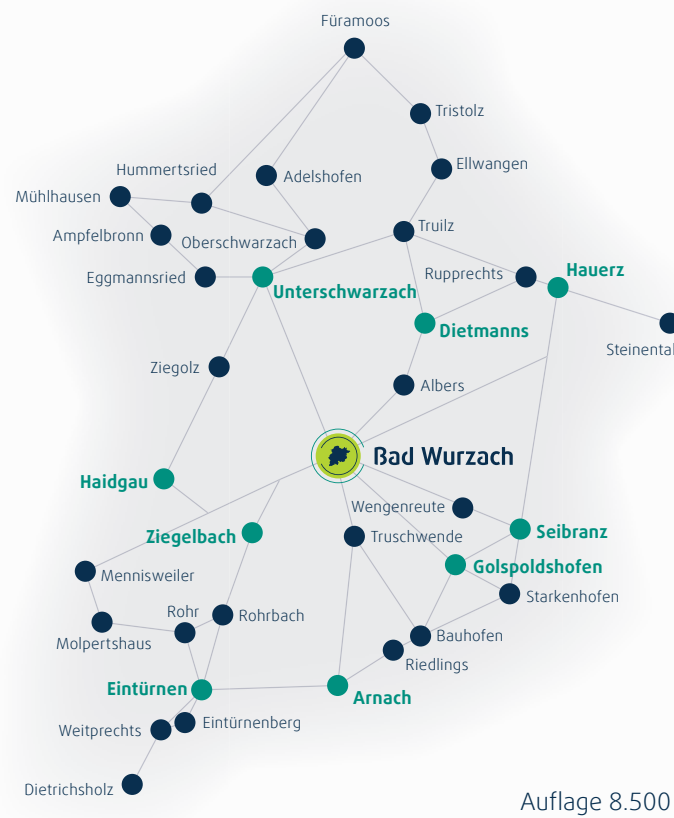 Füramoos
Tristolz
Ellwangen
Hummertsried
Adelshofen
Mühlhausen
Truilz
Ampfelbronn
Oberschwarzach
Rupprechts
Hauerz
Eggmannsried
Unterschwarzach
Dietmanns
Steinental
Ziegolz
Albers
Bad Wurzach
Haidgau
Wengenreute
Ziegelbach
Truschwende
Seibranz
Golspoldshofen
Mennisweiler
Starkenhofen
Rohr
Rohrbach
Molpertshaus
Bauhofen
Riedlings
Eintürnen
Arnach
Weitprechts
Eintürnenberg
Dietrichsholz
Auflage 8.500